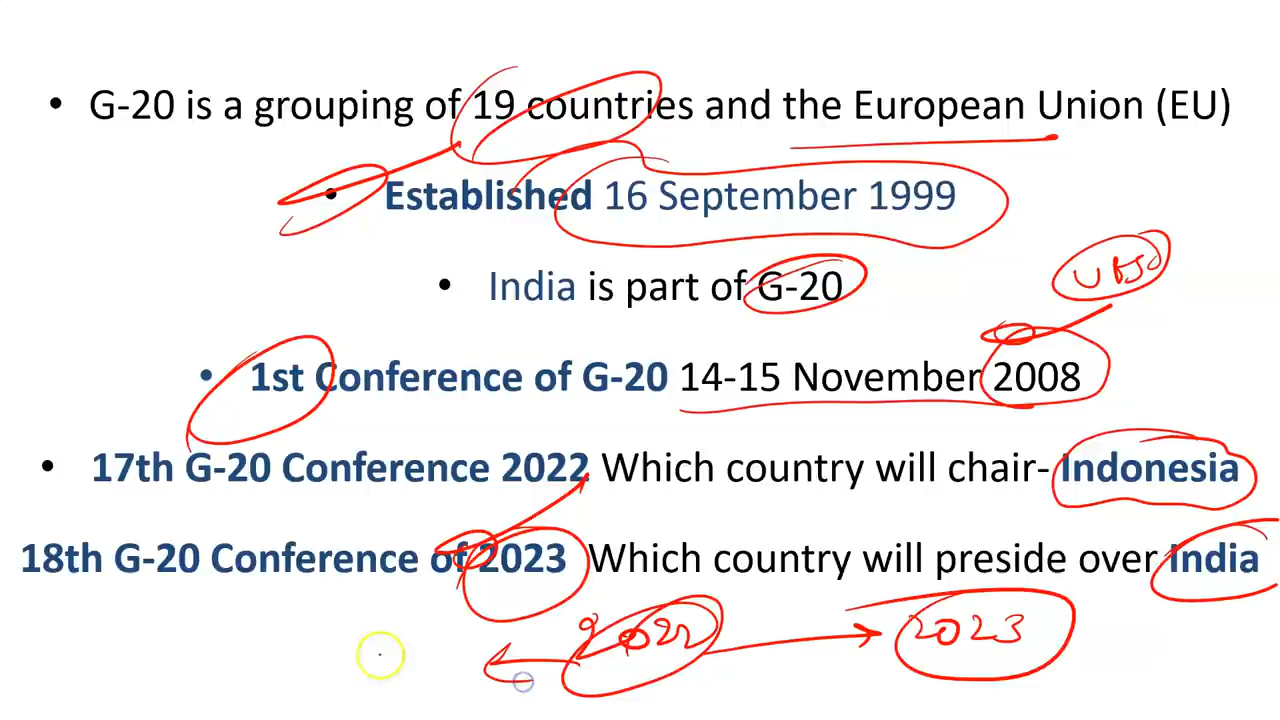 • G-20 is a grouping of 19 countries and the European Union (EU)
• Established 16 September 1999
• India is part of G-20
• 1st Conference of G-20 14-15 November 2008
• 17th G-20 Conference 2022 Which country will chair- Indonesia
18th G-20 Conference of 2023 Which country will preside over India
2022 2023